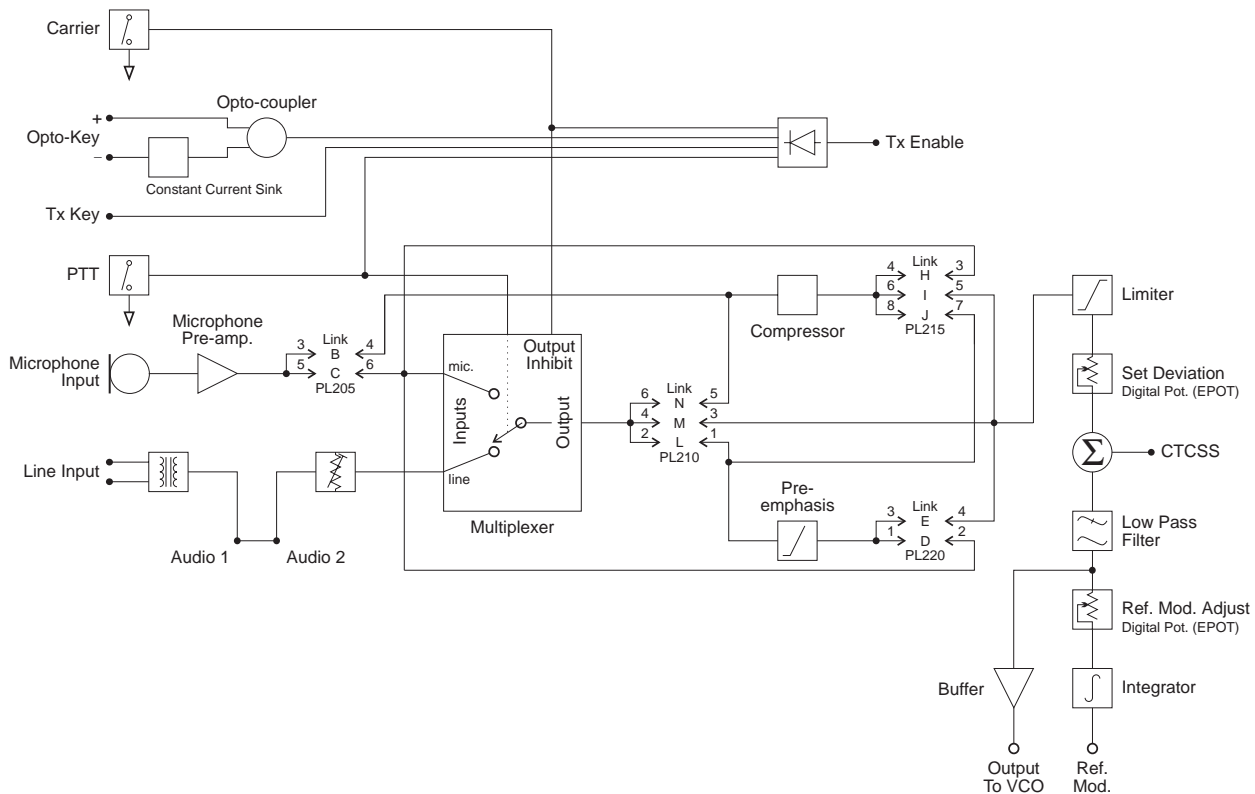 Carrier
Opto-coupler
+
Opto-Key
−
Constant Current Sink
Tx Enable
Tx Key
PTT
Microphone
Pre-amp.
Microphone
Input
3
5
Link
B
C
PL205
4
6
mic.
Output
Inhibit
Inputs
Output
line
Multiplexer
Line Input
Audio 1
Audio 2
6
4
2
Link
N
M
L
PL210
5
3
1
Compressor
4
6
8
Link
H
I
J
PL215
3
5
7
Pre-
emphasis
3
1
Link
E
D
PL220
4
2
Limiter
Set Deviation
Digital Pot. (EPOT)
Σ
CTCSS
Low Pass
Filter
Ref. Mod. Adjust
Digital Pot. (EPOT)
Buffer
Integrator
Output
To VCO
Ref.
Mod.